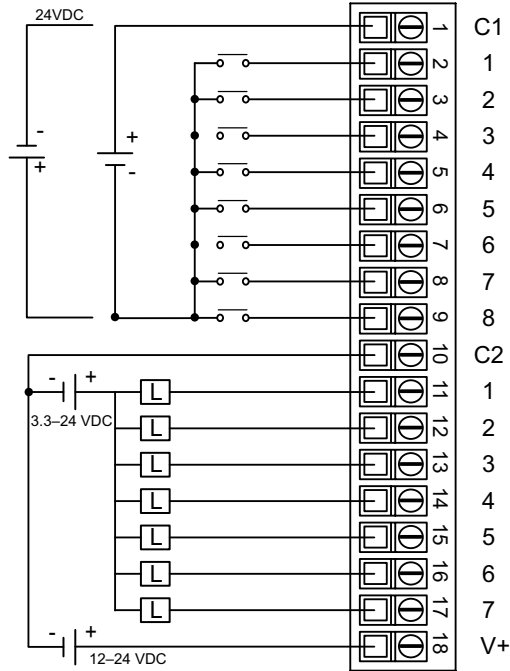 24VDC
1 C1
2 1
- + 3 2
4 3
+ - 5 4
6 5
7 6
8 7
9 8
10 C2
- + L 11 1
3.3–24 VDC
L 12 2
L 13 3
L 14 4
L 15 5
L 16 6
L 17 7
- + 18 V+
12–24 VDC